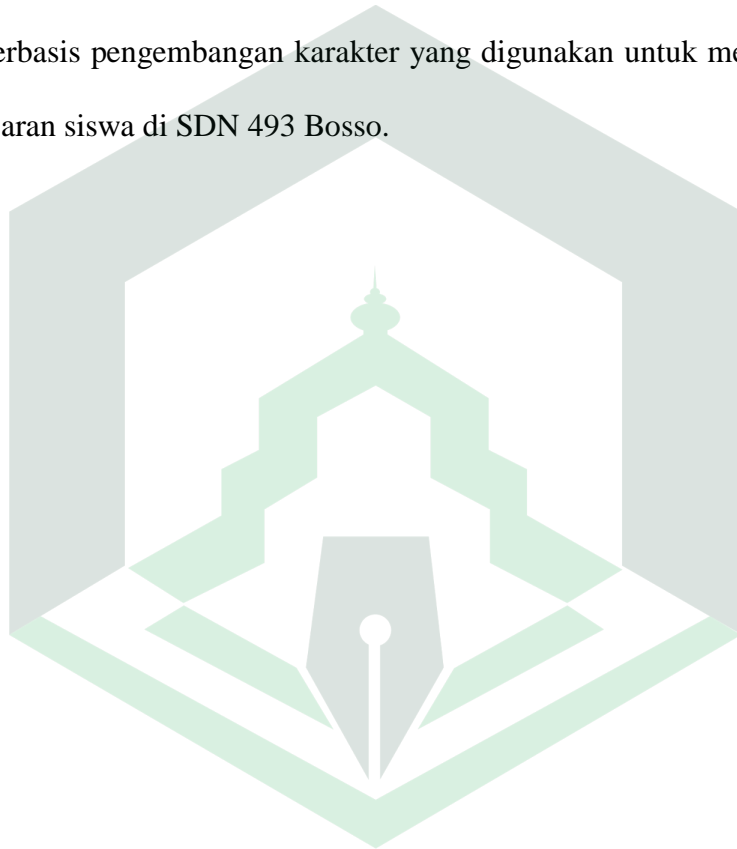 erbasis pengembangan karakter yang digunakan untuk me
aran siswa di SDN 493 Bosso.